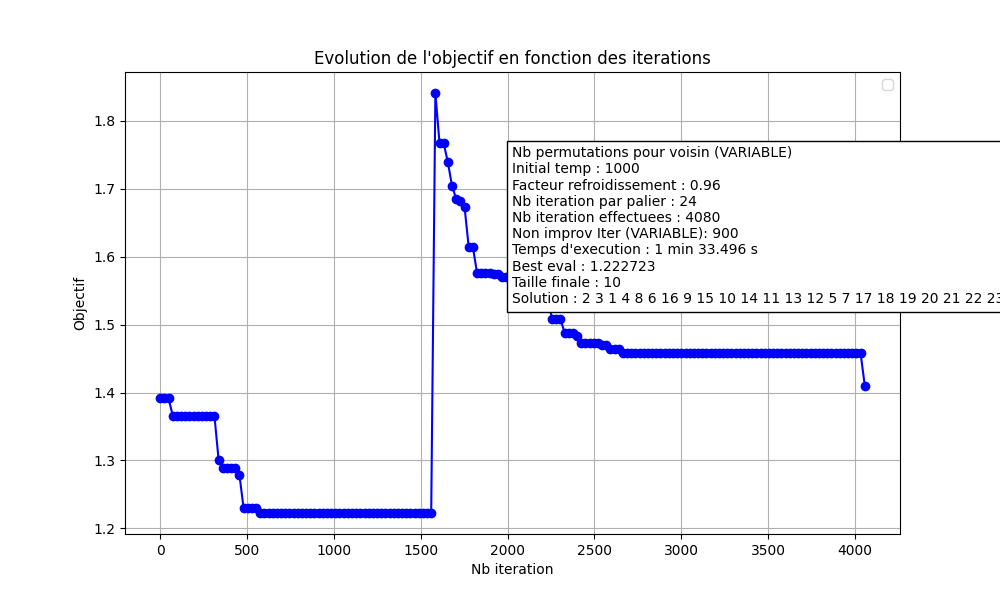 Evolution de l'objectif en fonction des iterations
1.8
1.7
1.6
1.5
1.4
1.3
1.2
Objectif
Nb permutations pour voisin (VARIABLE)
Initial temp : 1000
Facteur refroidissement : 0.96
Nb iteration par palier : 24
Nb iteration effectuees : 4080
Non improv Iter (VARIABLE): 900
Temps d'execution : 1 min 33.496 s
Best eval : 1.222723
Taille finale : 10
Solution : 2 3 1 4 8 6 16 9 15 10 14 11 13 12 5 7 17 18 19 20 21 22 23
0 500 1000 1500 2000 2500 3000 3500 4000
Nb iteration